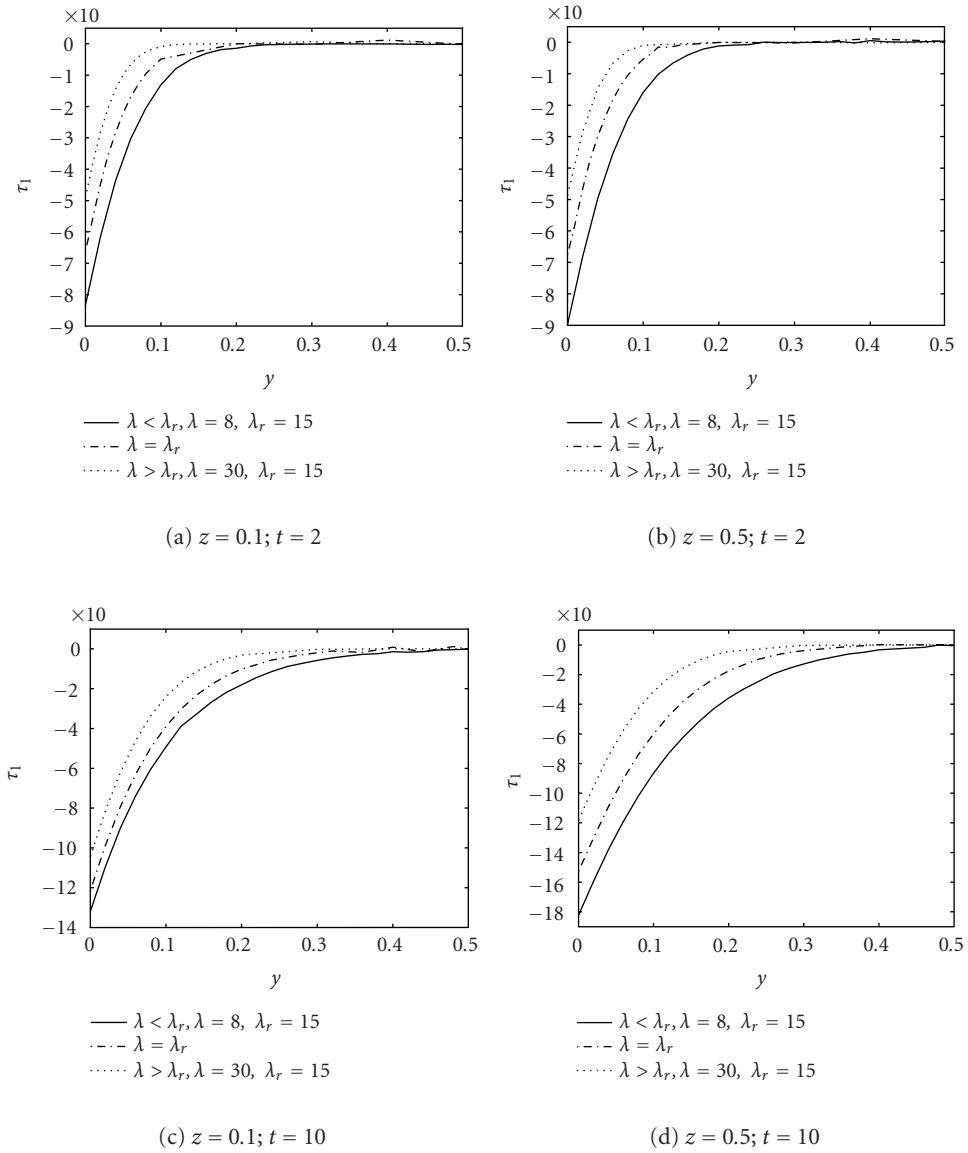 ×10
0
−1
−2
−3
−4
−5
−6
−7
−8
−9
τ1
0 0.1 0.2 0.3 0.4 0.5
y
λ < λr, λ = 8, λr = 15
λ = λr
λ > λr, λ = 30, λr = 15
(a) z = 0.1; t = 2
×10
0
−1
−2
−3
−4
−5
−6
−7
−8
−9
τ1
0 0.1 0.2 0.3 0.4 0.5
y
λ < λr, λ = 8, λr = 15
λ = λr
λ > λr, λ = 30, λr = 15
(b) z = 0.5; t = 2
×10
0
−2
−4
−6
−8
−10
−12
−14
τ1
0 0.1 0.2 0.3 0.4 0.5
y
λ < λr, λ = 8, λr = 15
λ = λr
λ > λr, λ = 30, λr = 15
(c) z = 0.1; t = 10
×10
0
−2
−4
−6
−8
−10
−12
−14
−16
−18
τ1
0 0.1 0.2 0.3 0.4 0.5
y
λ < λr, λ = 8, λr = 15
λ = λr
λ > λr, λ = 30, λr = 15
(d) z = 0.5; t = 10